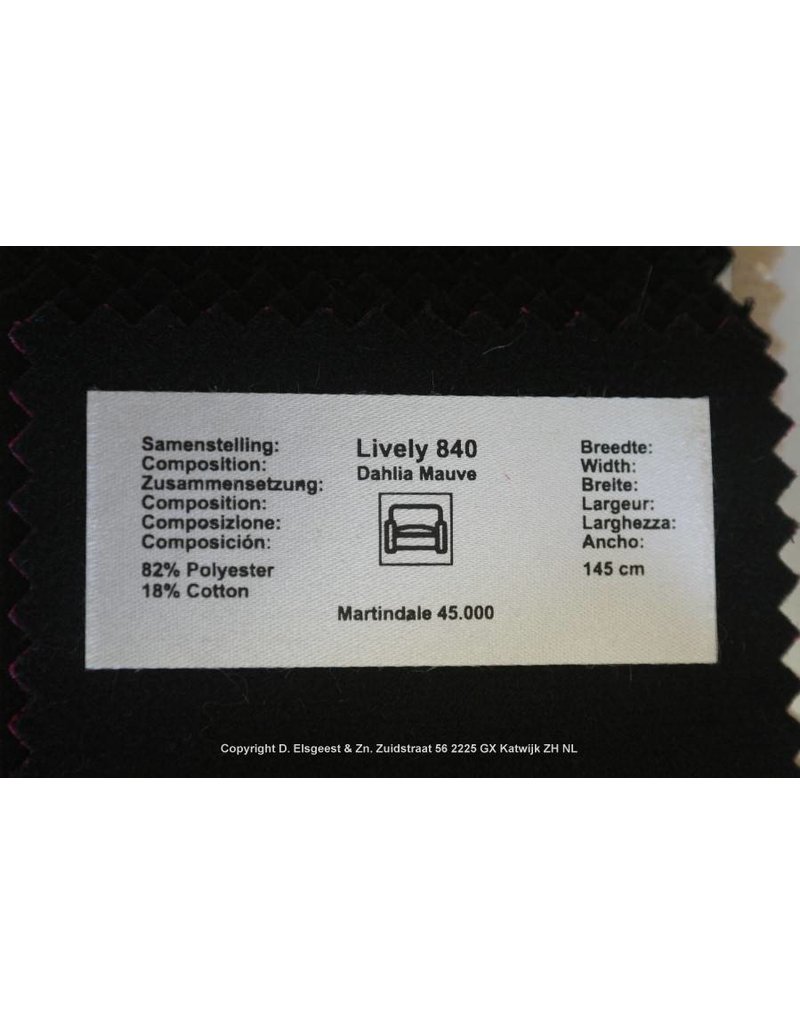 Samenstelling:
Composition:
Zusammensetzung:
Composition:
Composizione:
Composición:
82% Polyester
18% Cotton
Lively 840
Dahlia Mauve
Martindale 45.000
Breedte:
Width:
Breite:
Largeur:
Larghezza:
Ancho:
145 cm
Copyright D. Elsgeest & Zn. Zuidstraat 56 2225 GX Katwijk ZH NL